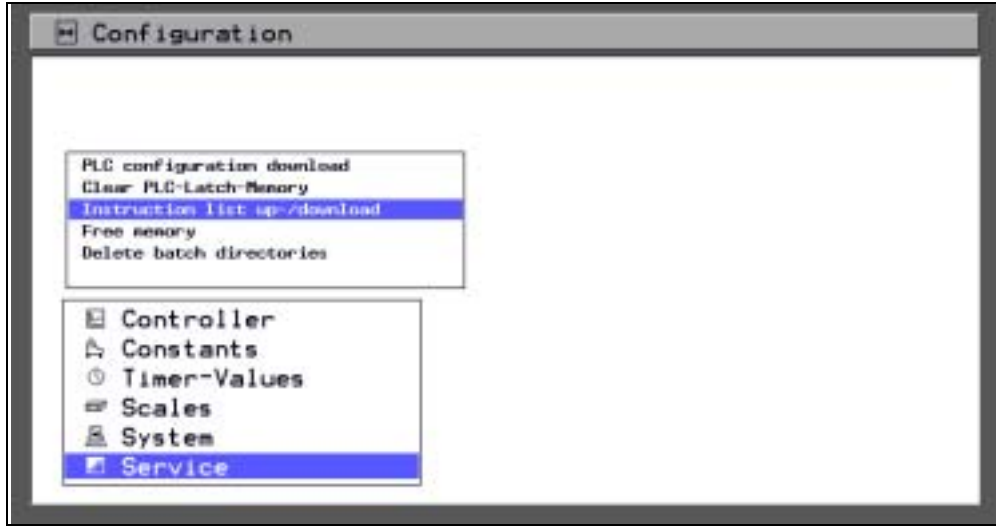 Configuration
PLC configuration download
Clear PLC-Latch-Memory
Instruction list up-/download
Free memory
Delete batch directories
Controller
Constants
Timer-Values
Scales
System
Service